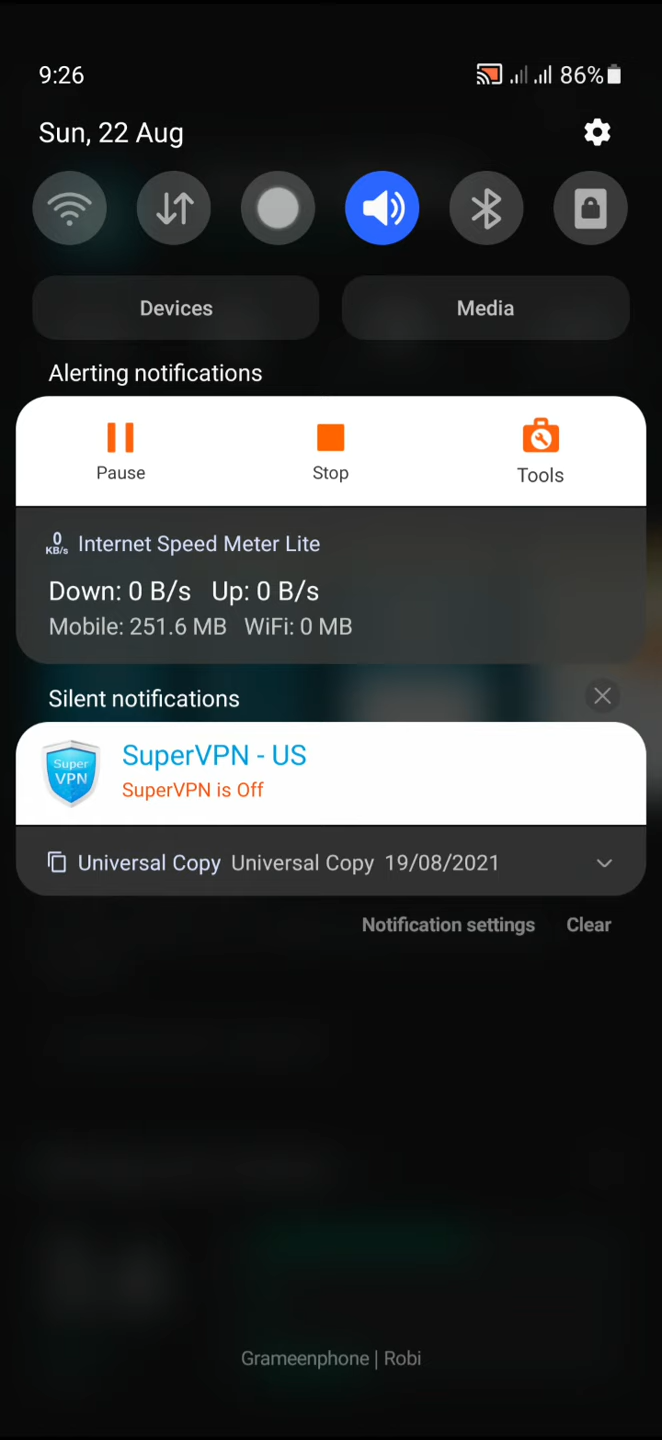 9:26
86%
Sun, 22 Aug
Devices
Media
Alerting notifications
Pause
Stop
Tools
0 KB/s Internet Speed Meter Lite
Down: 0 B/s Up: 0 B/s
Mobile: 251.6 MB WiFi: 0 MB
Silent notifications
Super VPN
SuperVPN - US
SuperVPN is Off
Universal Copy Universal Copy 19/08/2021
Notification settings Clear
Grameenphone | Robi